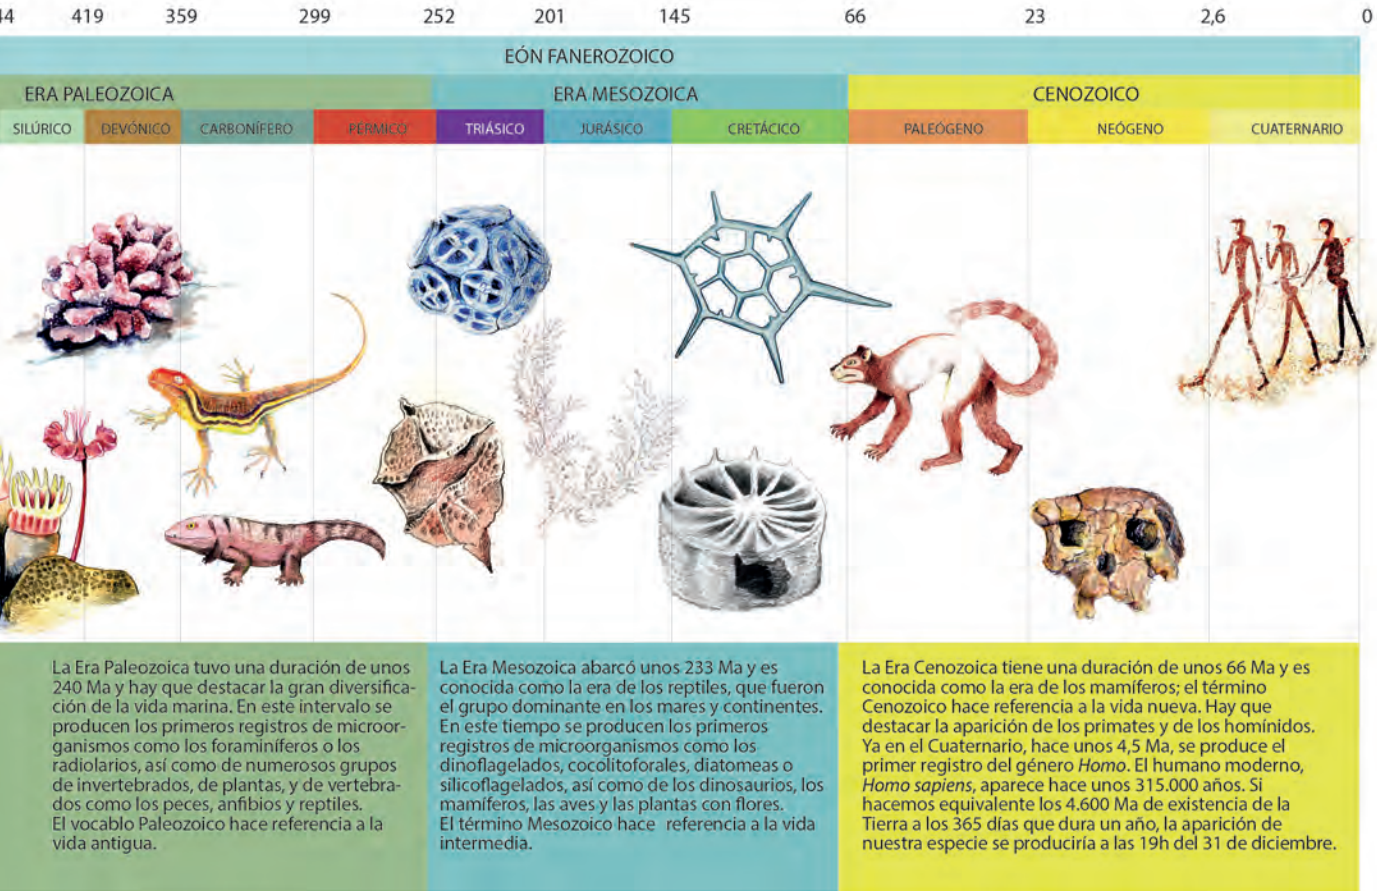 44 419 359 299 252 201 145 66 23 2,6 0
EÓN FANEROZOICO
ERA PALEOZOICA ERA MESOZOICA CENOZOICO
SILÚRICO DEVÓNICO CARBONÍFERO PÉRMICO TRIÁSICO JURÁSICO CRETÁCICO PALEÓGENO NEÓGENO CUATERNARIO
La Era Paleozoica tuvo una duración de unos
240 Ma y hay que destacar la gran diversifica-
ción de la vida marina. En este intervalo se
producen los primeros registros de microor-
ganismos como los foraminíferos o los
radiolarios, así como de numerosos grupos
de invertebrados, de plantas, y de vertebra-
dos como los peces, anfibios y reptiles.
El vocablo Paleozoico hace referencia a la
vida antigua.
La Era Mesozoica abarcó unos 233 Ma y es
conocida como la era de los reptiles, que fueron
el grupo dominante en los mares y continentes.
En este tiempo se producen los primeros
registros de microorganismos como los
dinoflagelados, cocolitoforales, diatomeas o
silicoflagelados, así como de los dinosaurios, los
mamíferos, las aves y las plantas con flores.
El término Mesozoico hace referencia a la vida
intermedia.
La Era Cenozoica tiene una duración de unos 66 Ma y es
conocida como la era de los mamíferos; el término
Cenozoico hace referencia a la vida nueva. Hay que
destacar la aparición de los primates y de los homínidos.
Ya en el Cuaternario, hace unos 4,5 Ma, se produce el
primer registro del género Homo. El humano moderno,
Homo sapiens, aparece hace unos 315.000 años. Si
hacemos equivalente los 4.600 Ma de existencia de la
Tierra a los 365 días que dura un año, la aparición de
nuestra especie se produciría a las 19h del 31 de diciembre.